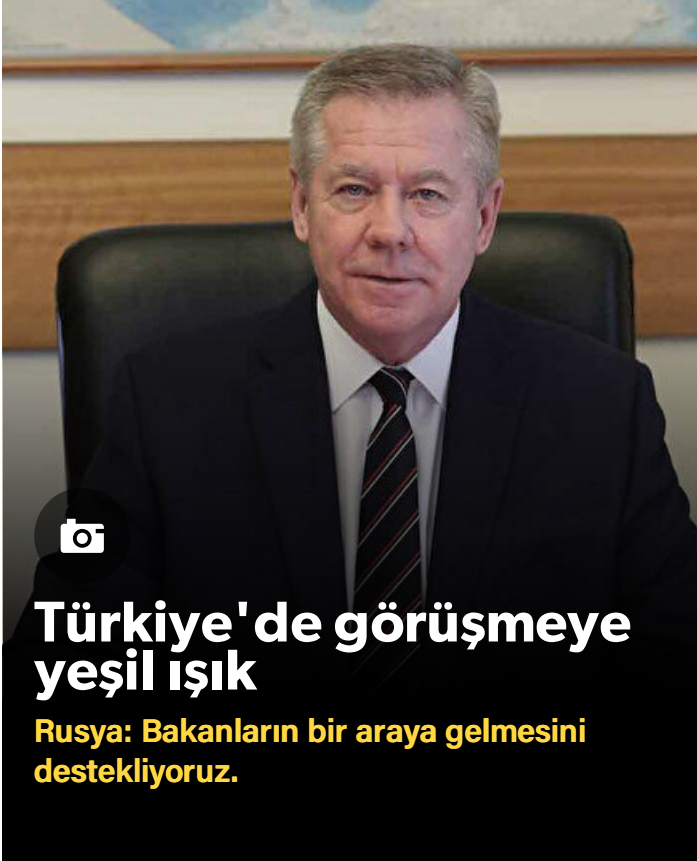 Türkiye'de görüşmeye
yeşil ışık
Rusya: Bakanların bir araya gelmesini
destekliyoruz.